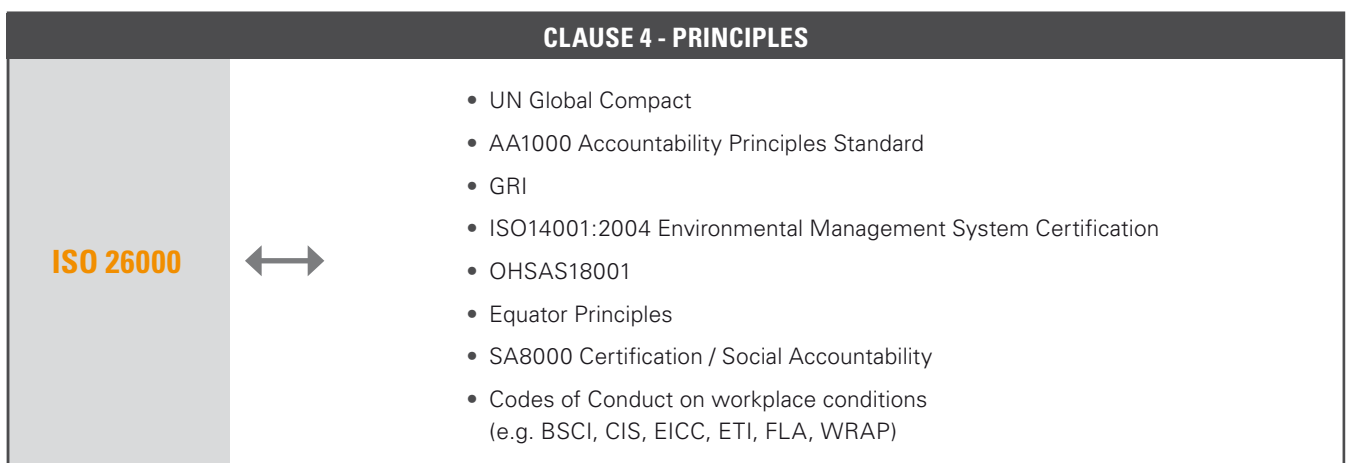 CLAUSE 4 - PRINCIPLES
ISO 26000
• UN Global Compact
• AA1000 Accountability Principles Standard
• GRI
• ISO14001:2004 Environmental Management System Certification
• OHSAS18001
• Equator Principles
• SA8000 Certification / Social Accountability
• Codes of Conduct on workplace conditions
(e.g. BSCI, CIS, EICC, ETI, FLA, WRAP)